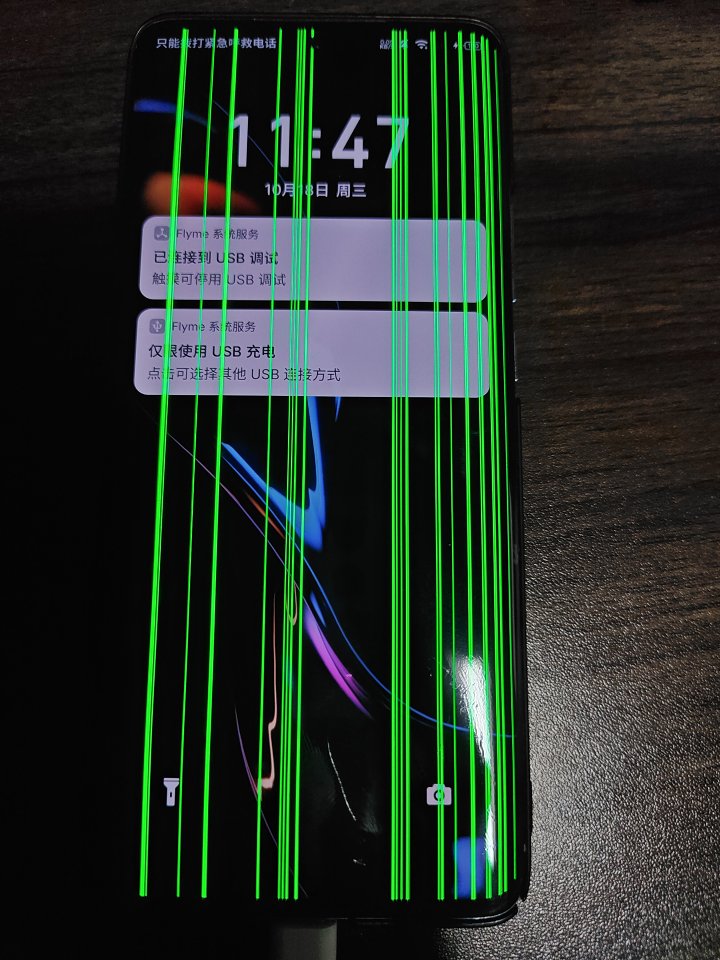 只能拨打紧急呼救电话
11:47
10月18日 周三
Flyme 系统服务
已连接到 USB 调试
触摸可停用 USB 调试
Flyme 系统服务
仅限使用 USB 充电
点击可选择其他 USB 连接方式